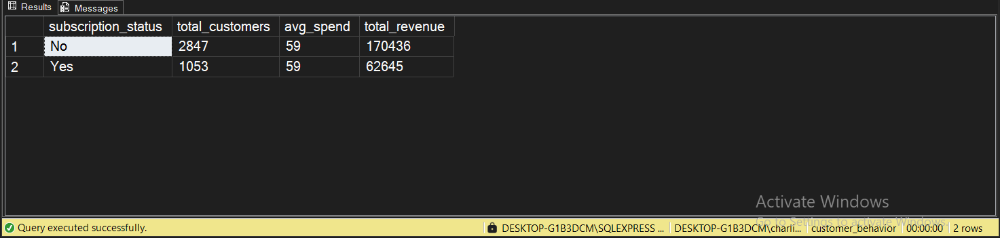 Results Messages
subscription_status total_customers avg_spend total_revenue
1 No 2847 59 170436
2 Yes 1053 59 62645
Activate Windows
Go to Settings to activate Windows.
Query executed successfully. DESKTOP-G1B3DCM\SQLEXPRESS ... DESKTOP-G1B3DCM\charli... customer_behavior 00:00:00 2 rows